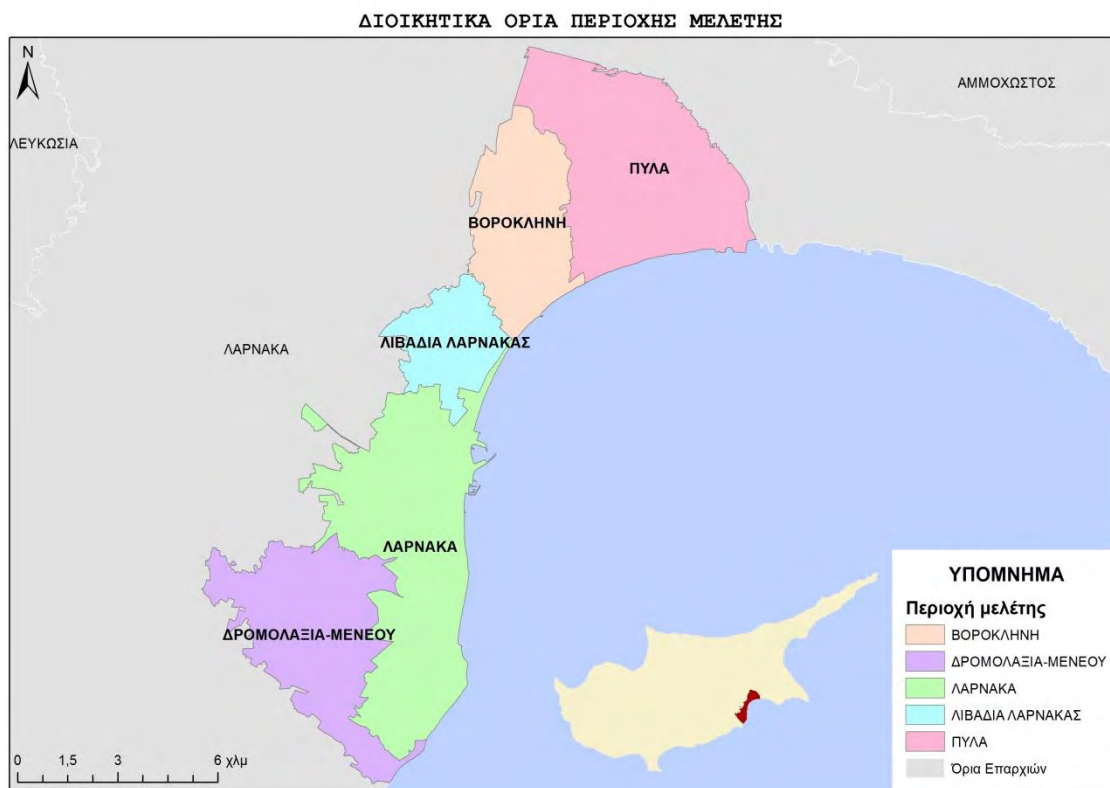 ΔΙΟΙΚΗΤΙΚΑ ΟΡΙΑ ΠΕΡΙΟΧΗΣ ΜΕΛΕΤΗΣ
N
ΑΜΜΟΧΩΣΤΟΣ
ΛΕΥΚΩΣΙΑ
ΠΥΛΑ
ΒΟΡΟΚΛΗΝΗ
ΛΙΒΑΔΙΑ ΛΑΡΝΑΚΑΣ
ΛΑΡΝΑΚΑ
ΛΑΡΝΑΚΑ
ΔΡΟΜΟΛΑΞΙΑ-ΜΕΝΕΟΥ
ΥΠΟΜΝΗΜΑ
Περιοχή μελέτης
ΒΟΡΟΚΛΗΝΗ
ΔΡΟΜΟΛΑΞΙΑ-ΜΕΝΕΟΥ
ΛΑΡΝΑΚΑ
ΛΙΒΑΔΙΑ ΛΑΡΝΑΚΑΣ
ΠΥΛΑ
Όρια Επαρχιών
0 1,5 3 6 χλμ